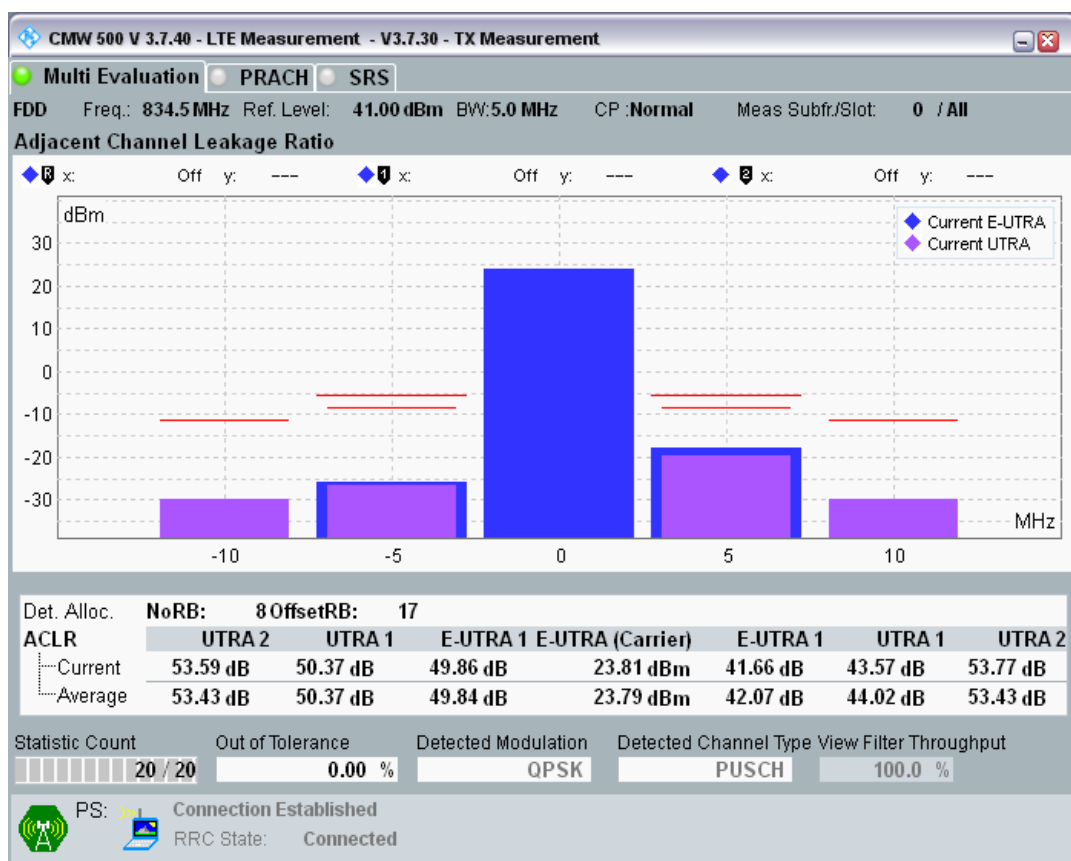 CMW 500 V 3.7.40 - LTE Measurement - V3.7.30 - TX Measurement
Multi Evaluation PRACH SRS
FDD Freq.: 834.5 MHz Ref. Level: 41.00 dBm BW:5.0 MHz CP :Normal Meas Subfr./Slot: 0 / All
Adjacent Channel Leakage Ratio
R x: Off y: --- 1 x: Off y: --- 2 x: Off y: ---
dBm
Current E-UTRA
Current UTRA
30
20
10
0
-10
-20
-30
MHz
-10 -5 0 5 10
Det. Alloc. NoRB: 8 OffsetRB: 17
ACLR UTRA 2 UTRA 1 E-UTRA 1 E-UTRA (Carrier) E-UTRA 1 UTRA 1 UTRA 2
Current 53.59 dB 50.37 dB 49.86 dB 23.81 dBm 41.66 dB 43.57 dB 53.77 dB
Average 53.43 dB 50.37 dB 49.84 dB 23.79 dBm 42.07 dB 44.02 dB 53.43 dB
Statistic Count Out of Tolerance Detected Modulation Detected Channel Type View Filter Throughput
20 / 20 0.00 % QPSK PUSCH 100.0 %
PS: Connection Established
RRC State: Connected